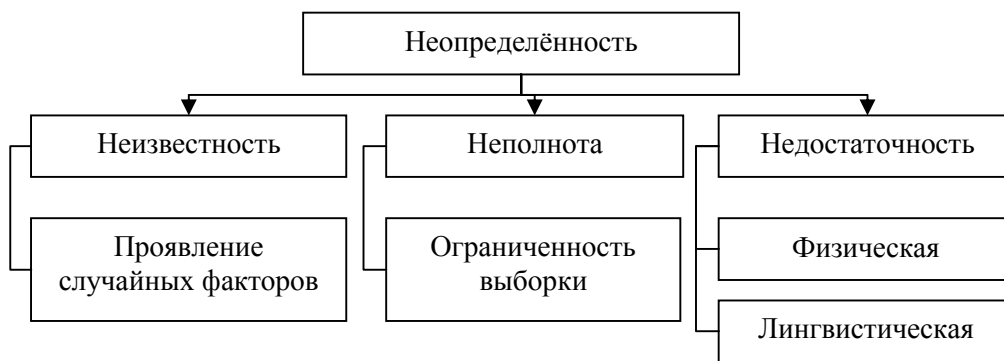 Неопределённость
Неизвестность
Неполнота
Недостаточность
Проявление
случайных факторов
Ограниченность
выборки
Физическая
Лингвистическая